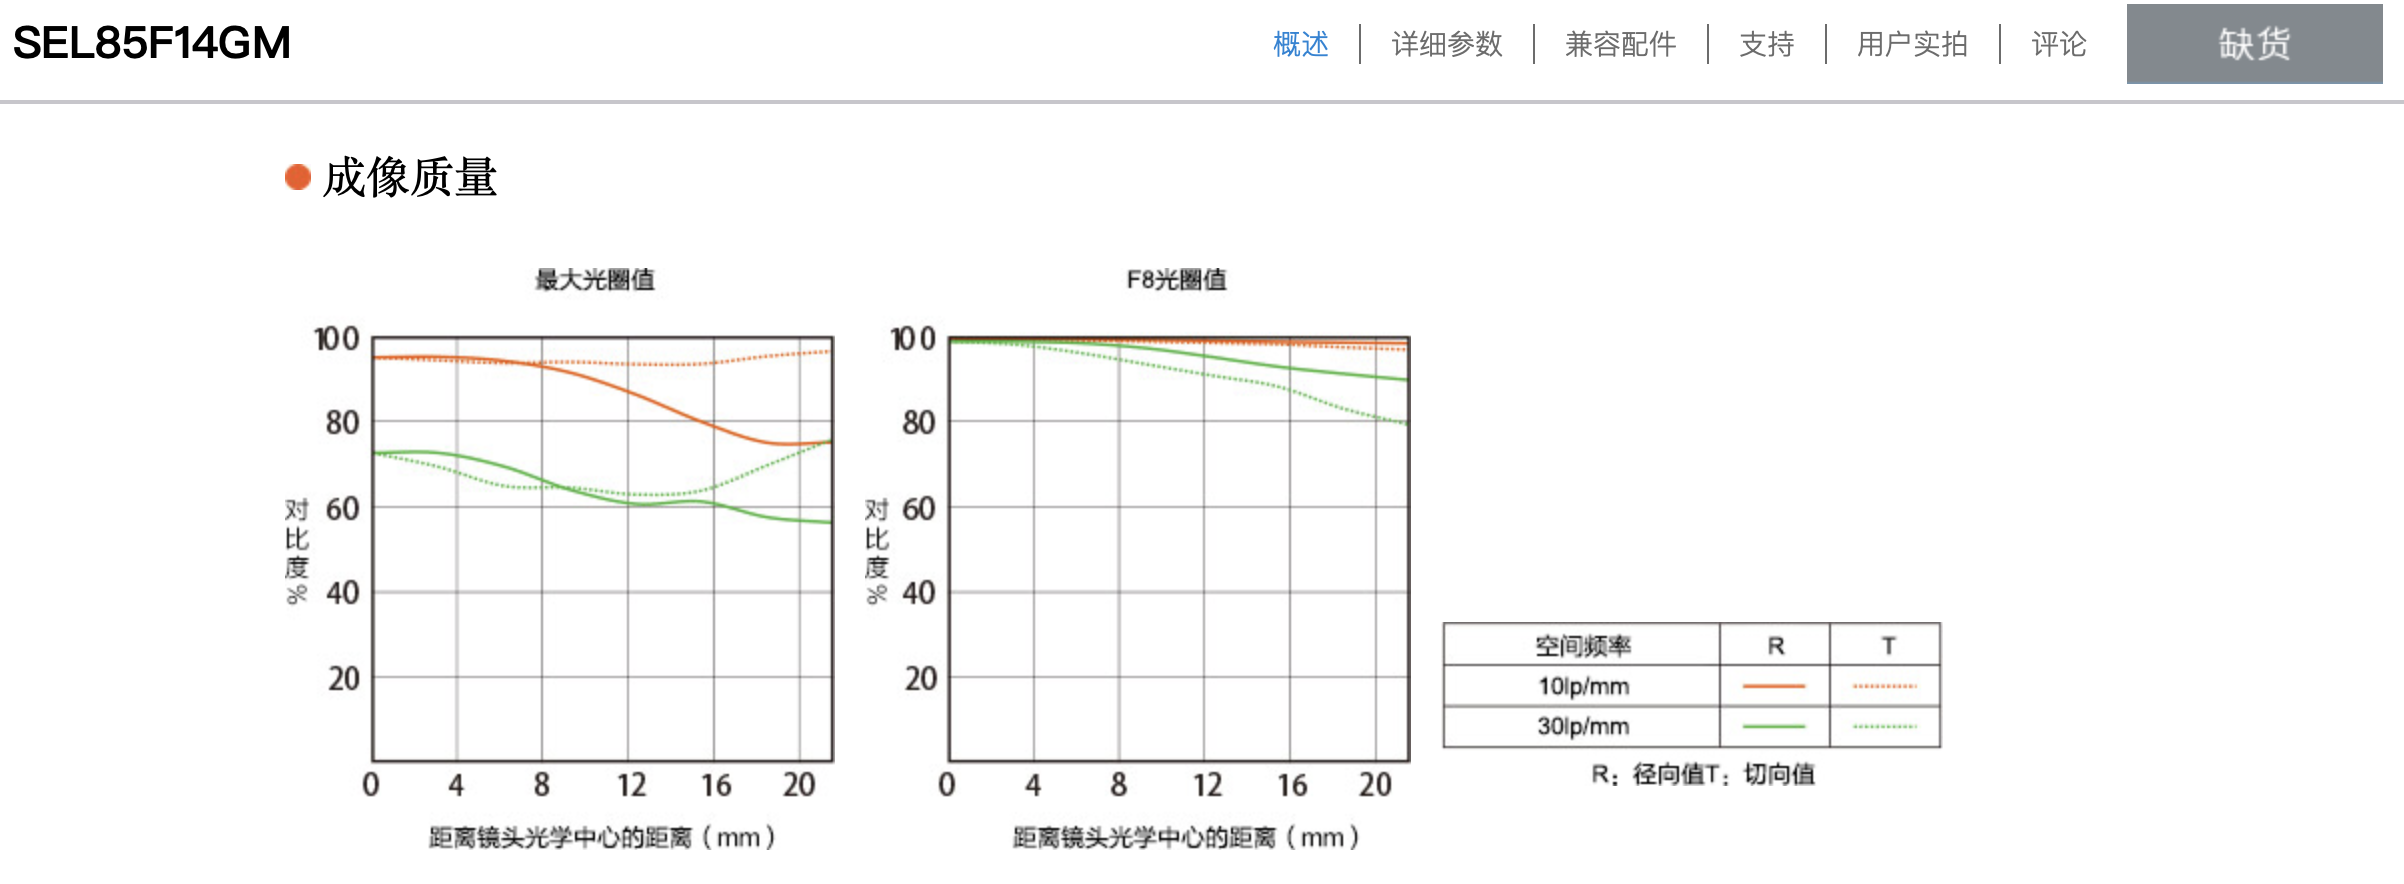 SEL85F14GM
概述 详细参数 兼容配件 支持 用户实拍 评论 缺货
成像质量
最大光圈值
100
80
60
40
20
对比度%
0 4 8 12 16 20
距离镜头光学中心的距离（mm）
F8光圈值
100
80
60
40
20
对比度%
0 4 8 12 16 20
距离镜头光学中心的距离（mm）
空间频率 R T
10lp/mm
30lp/mm
R：径向值T：切向值